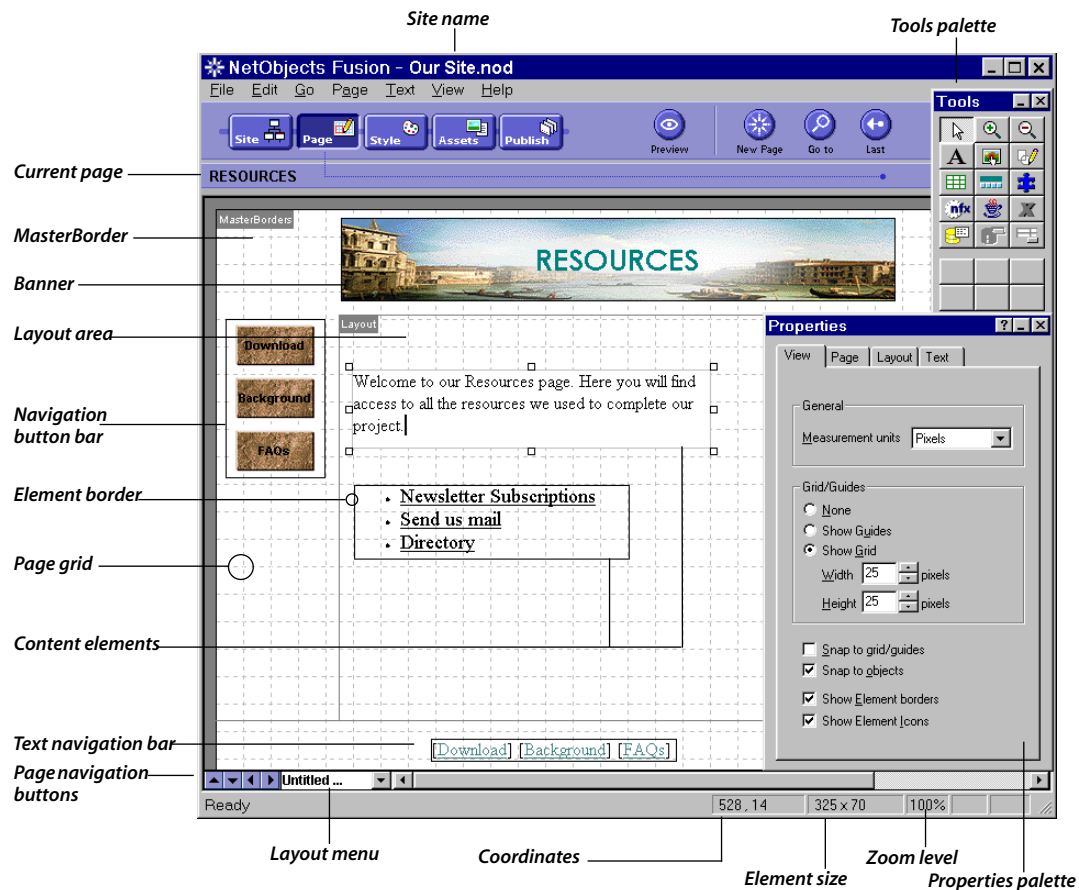 Site name
Tools palette
NetObjects Fusion - Our Site.nod
File Edit Go Page Text View Help
Tools
Site Page Style Assets Publish
Preview New Page Go to Last
A
nfx
X
Current page
RESOURCES
MasterBorders
MasterBorder
RESOURCES
Banner
Layout area
Layout
Properties
Download
View Page Layout Text
Welcome to our Resources page. Here you will find
access to all the resources we used to complete our
project.
Background
FAQs
Navigation
button bar
General
Measurement units Pixels
Element border
Newsletter Subscriptions
Send us mail
Directory
Grid/Guides
None
Show Guides
Show Grid
Width 25 pixels
Height 25 pixels
Page grid
Content elements
Snap to grid/guides
Snap to objects
Show Element borders
Show Element Icons
Text navigation bar
[Download] [Background] [FAQs]
Page navigation
buttons
Untitled ...
Ready
528 , 14
325 x 70
100%
Layout menu
Coordinates
Zoom level
Element size
Properties palette